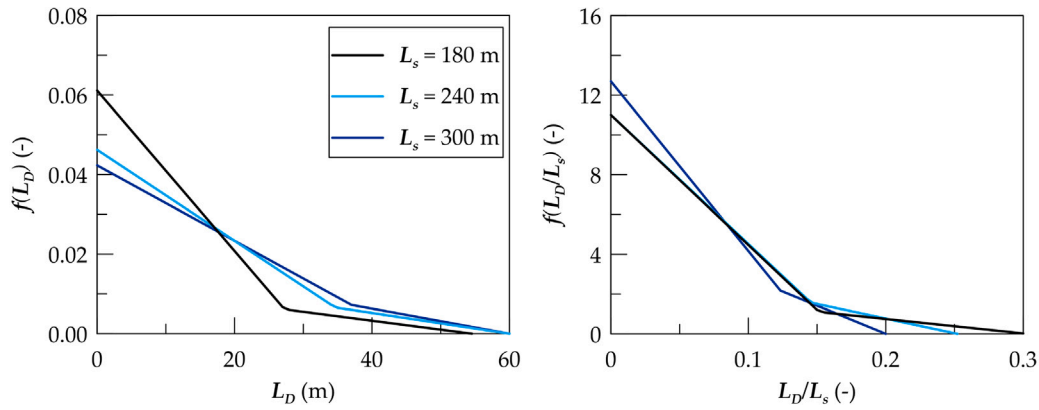 0.08
0.06
0.04
0.02
0.00
f(L_D) (-)
L_s = 180 m
L_s = 240 m
L_s = 300 m
0 20 40 60
L_D (m)
16
12
8
4
0
f(L_D/L_s) (-)
0 0.1 0.2 0.3
L_D/L_s (-)